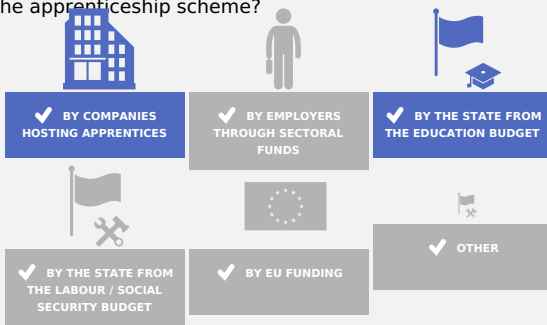 he apprenticeship scheme?
BY COMPANIES
HOSTING APPRENTICES
BY EMPLOYERS
THROUGH SECTORAL
FUNDS
BY THE STATE FROM
THE EDUCATION BUDGET
BY THE STATE FROM
THE LABOUR / SOCIAL
SECURITY BUDGET
BY EU FUNDING
OTHER